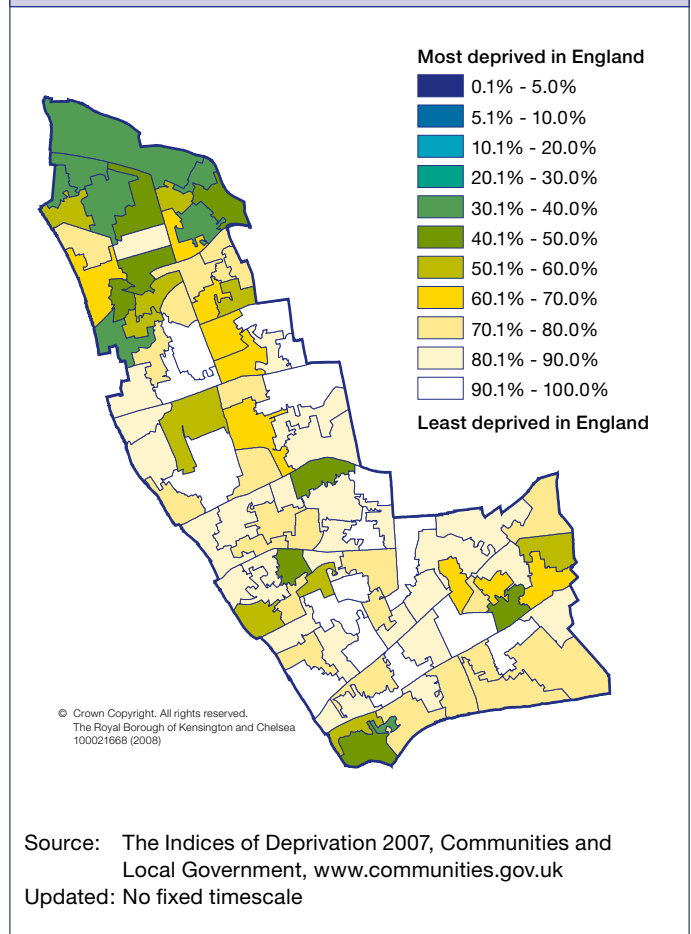 Most deprived in England
0.1% - 5.0%
5.1% - 10.0%
10.1% - 20.0%
20.1% - 30.0%
30.1% - 40.0%
40.1% - 50.0%
50.1% - 60.0%
60.1% - 70.0%
70.1% - 80.0%
80.1% - 90.0%
90.1% - 100.0%
Least deprived in England
© Crown Copyright. All rights reserved.
The Royal Borough of Kensington and Chelsea
100021668 (2008)
Source: The Indices of Deprivation 2007, Communities and
Local Government, www.communities.gov.uk
Updated: No fixed timescale